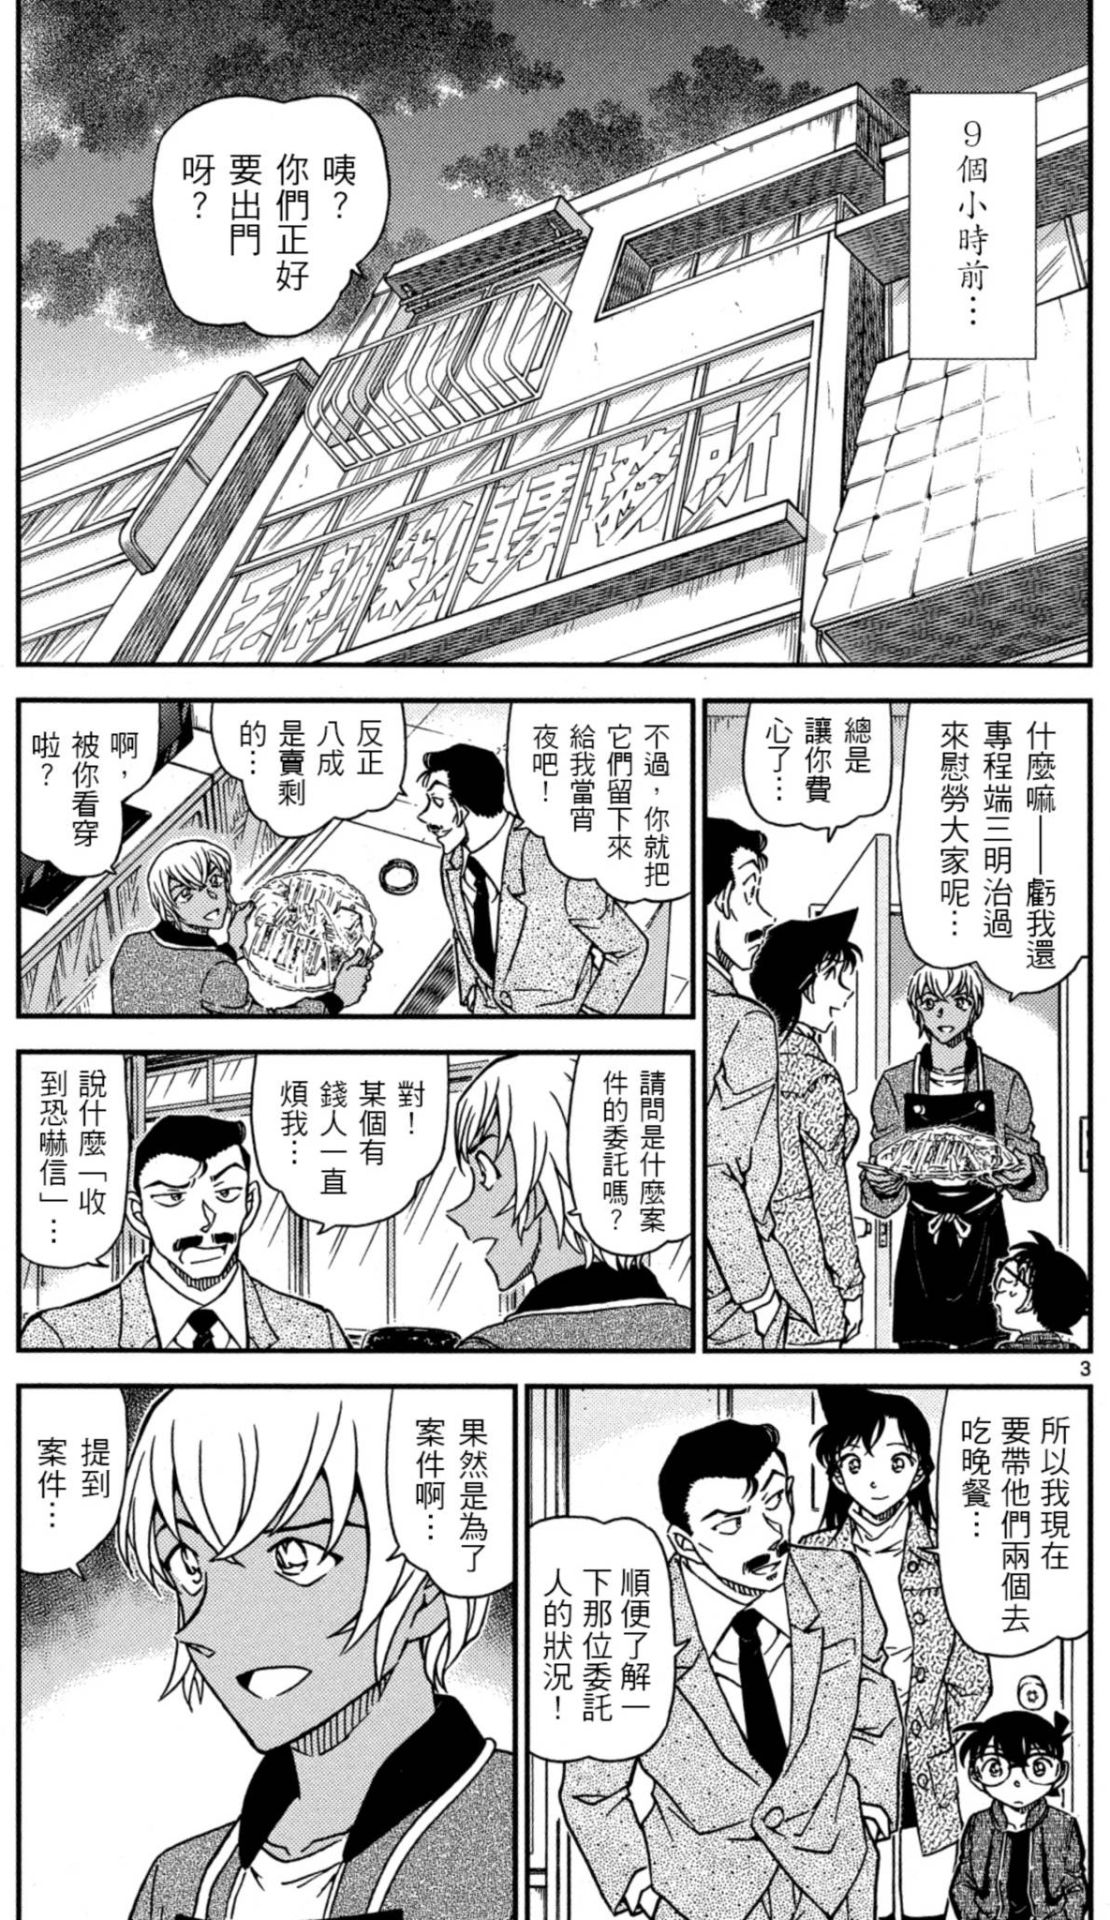 9個小時前…
咦？
你們正好
要出門
呀？
毛利偵探事務所
什麼嘛——虧我還
專程端三明治過
來慰勞大家呢…
總是
讓你費
心了…
不過，你就把
它們留下來
給我當宵
夜吧！
反正
八成
是賣剩
的…
啊，
被你看穿
啦？
請問是什麼案
件的委託嗎？
對！
某個有
錢人一直
煩我…
說什麼「收
到恐嚇信」…
3
所以我現在
要帶他們兩個去
吃晚餐…
順便了解一
下那位委託
人的狀況！
果然是為了
案件啊…
提到
案件…